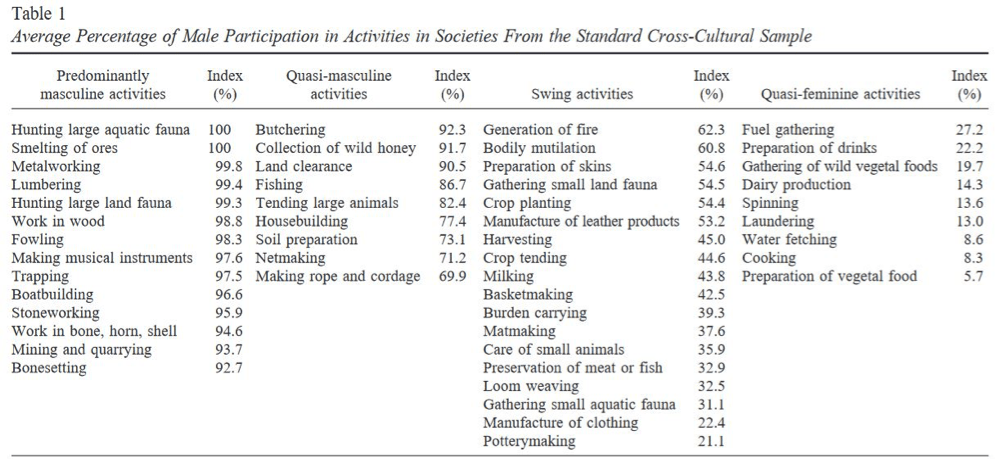 Table 1
Average Percentage of Male Participation in Activities in Societies From the Standard Cross-Cultural Sample
Predominantly masculine activities Index (%) Quasi-masculine activities Index (%) Swing activities Index (%) Quasi-feminine activities Index (%)
Hunting large aquatic fauna 100 Butchering 92.3 Generation of fire 62.3 Fuel gathering 27.2
Smelting of ores 100 Collection of wild honey 91.7 Bodily mutilation 60.8 Preparation of drinks 22.2
Metalworking 99.8 Land clearance 90.5 Preparation of skins 54.6 Gathering of wild vegetal foods 19.7
Lumbering 99.4 Fishing 86.7 Gathering small land fauna 54.5 Dairy production 14.3
Hunting large land fauna 99.3 Tending large animals 82.4 Crop planting 54.4 Spinning 13.6
Work in wood 98.8 Housebuilding 77.4 Manufacture of leather products 53.2 Laundering 13.0
Fowling 98.3 Soil preparation 73.1 Harvesting 45.0 Water fetching 8.6
Making musical instruments 97.6 Netmaking 71.2 Crop tending 44.6 Cooking 8.3
Trapping 97.5 Making rope and cordage 69.9 Milking 43.8 Preparation of vegetal food 5.7
Boatbuilding 96.6 Basketmaking 42.5
Stoneworking 95.9 Burden carrying 39.3
Work in bone, horn, shell 94.6 Matmaking 37.6
Mining and quarrying 93.7 Care of small animals 35.9
Bonesetting 92.7 Preservation of meat or fish 32.9
Loom weaving 32.5
Gathering small aquatic fauna 31.1
Manufacture of clothing 22.4
Potterymaking 21.1